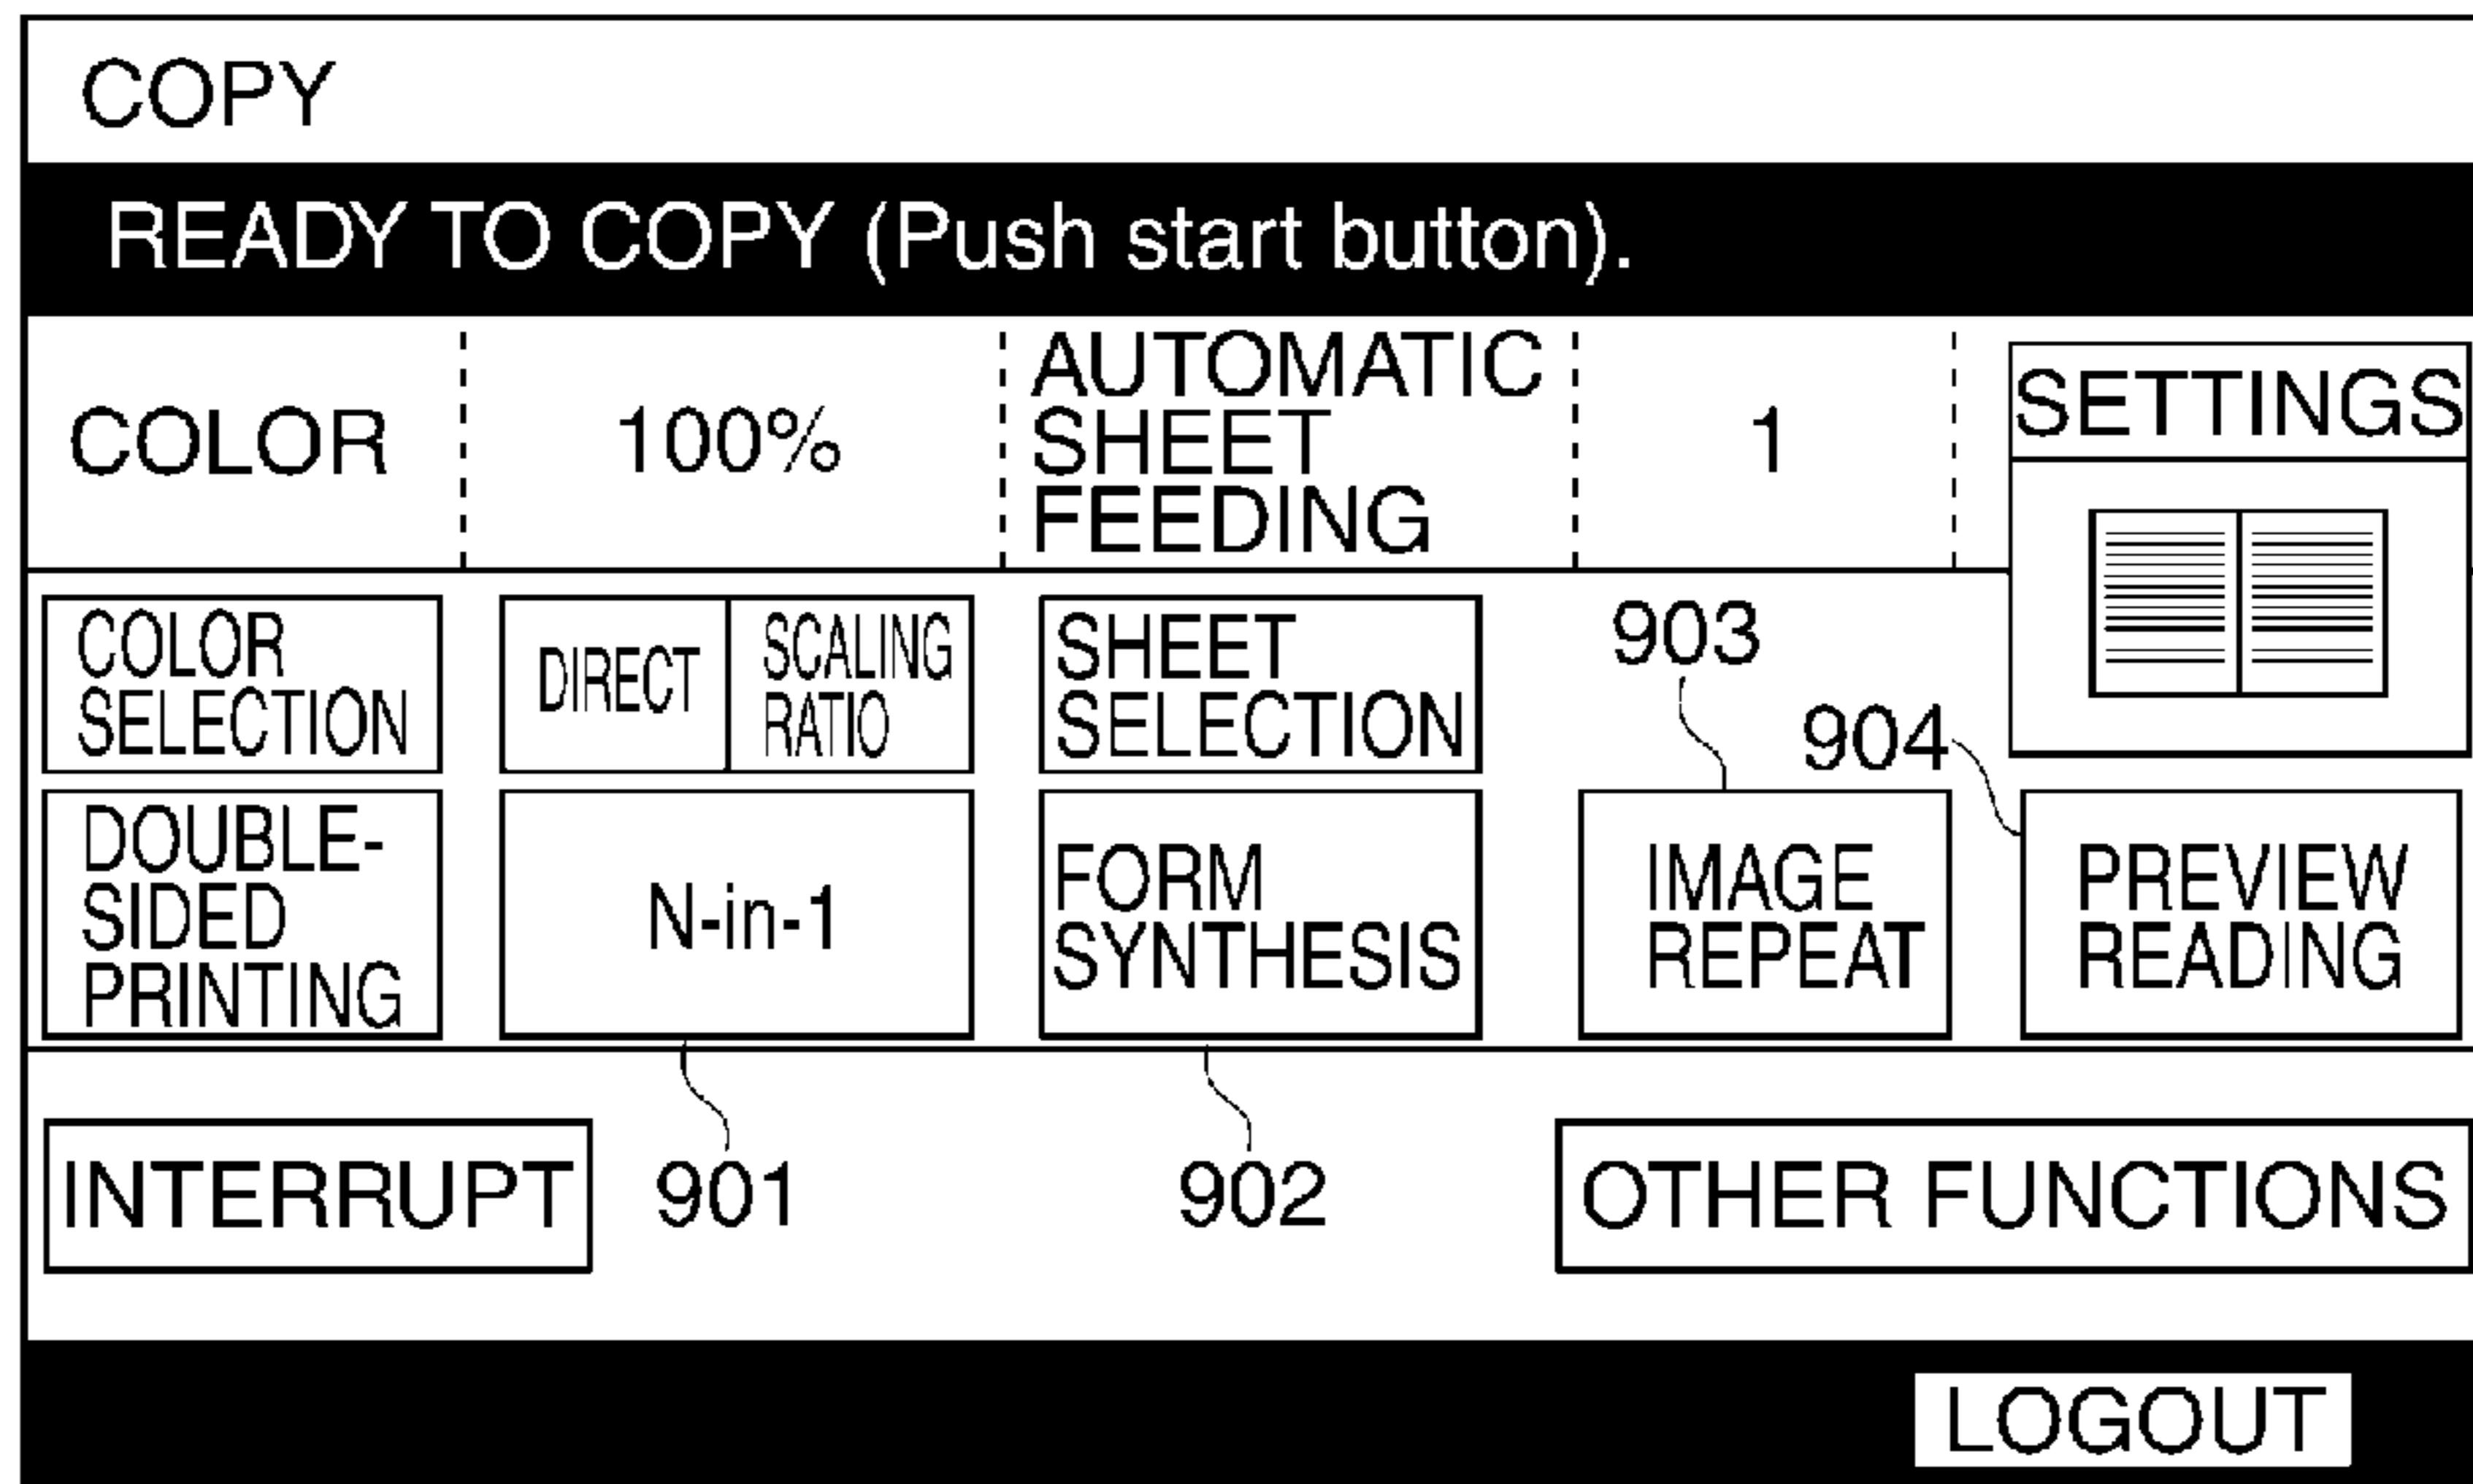 COPY
READY TO COPY (Push start button).
COLOR
100%
AUTOMATIC
SHEET
FEEDING
1
SETTINGS
COLOR
SELECTION
DIRECT
SCALING
RATIO
SHEET
SELECTION
903
904
DOUBLE-
SIDED
PRINTING
N-in-1
FORM
SYNTHESIS
IMAGE
REPEAT
PREVIEW
READING
INTERRUPT
901
902
OTHER FUNCTIONS
LOGOUT